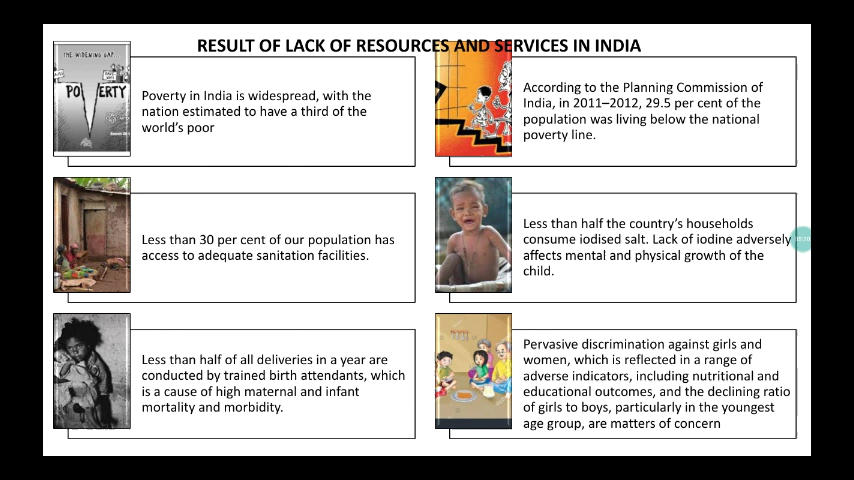 RESULT OF LACK OF RESOURCES AND SERVICES IN INDIA
THE WIDENING GAP...
PO ERTY
Poverty in India is widespread, with the
nation estimated to have a third of the
world's poor
According to the Planning Commission of
India, in 2011–2012, 29.5 per cent of the
population was living below the national
poverty line.
Less than 30 per cent of our population has
access to adequate sanitation facilities.
Less than half the country's households
consume iodised salt. Lack of iodine adversely
affects mental and physical growth of the
child.
Less than half of all deliveries in a year are
conducted by trained birth attendants, which
is a cause of high maternal and infant
mortality and morbidity.
Pervasive discrimination against girls and
women, which is reflected in a range of
adverse indicators, including nutritional and
educational outcomes, and the declining ratio
of girls to boys, particularly in the youngest
age group, are matters of concern